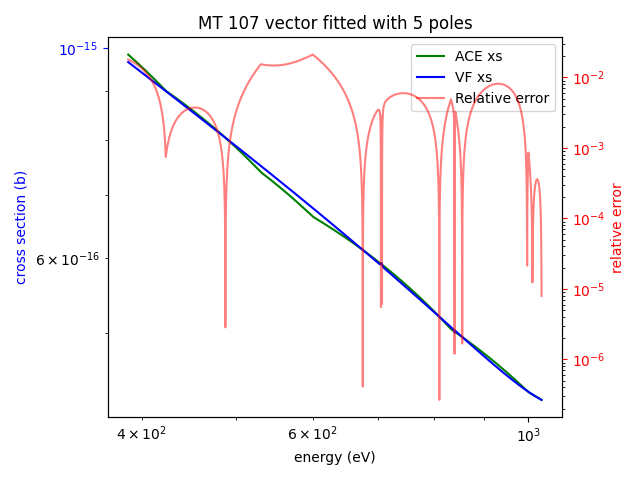 MT 107 vector fitted with 5 poles
10⁻¹⁵
6 × 10⁻¹⁶
cross section (b)
ACE xs
VF xs
Relative error
10⁻²
10⁻³
10⁻⁴
10⁻⁵
10⁻⁶
relative error
4 × 10² 6 × 10² 10³
energy (eV)